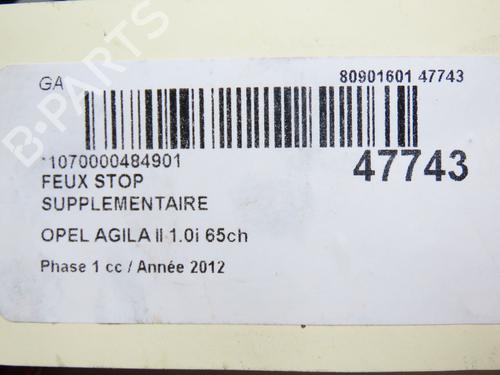 GA
80901601 47743
*1070000484901
47743
FEUX STOP
SUPPLEMENTAIRE
OPEL AGILA II 1.0i 65ch
Phase 1 cc / Année 2012
B-PARTS